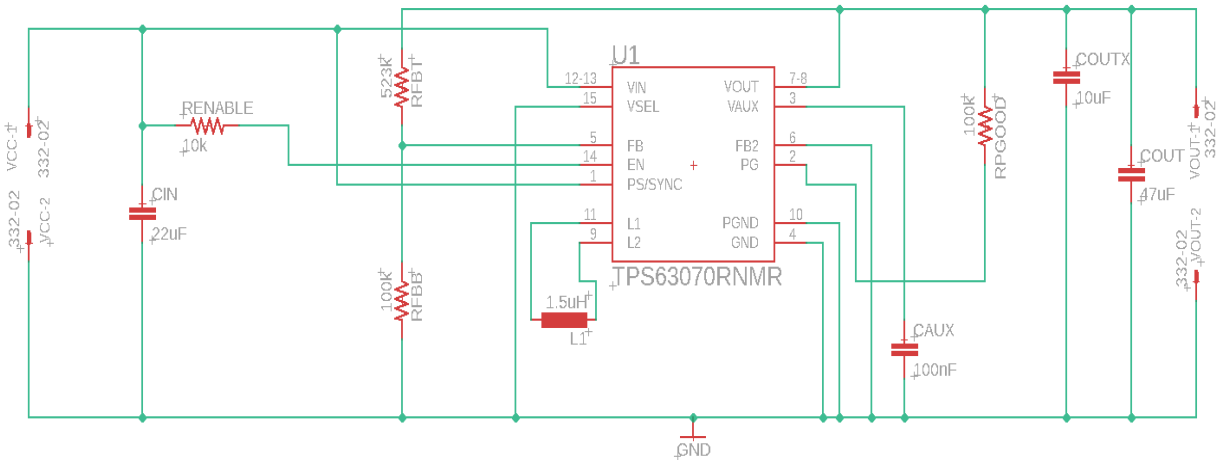 U1
12-13 VIN VOUT 7-8
15 VSEL VAUX 3
5 FB FB2 6
14 EN PG 2
1 PS/SYNC
11 L1 PGND 10
9 L2 GND 4
TPS63070RNMR
523k
RFBT
RENABLE
10k
VCC-1
332-02
332-02
VCC-2
CIN
22uF
100k
RFBB
1.5uH
L1
100k
RPGOOD
COUTX
10uF
COUT
47uF
VOUT-1
332-02
332-02
VOUT-2
CAUX
100nF
GND